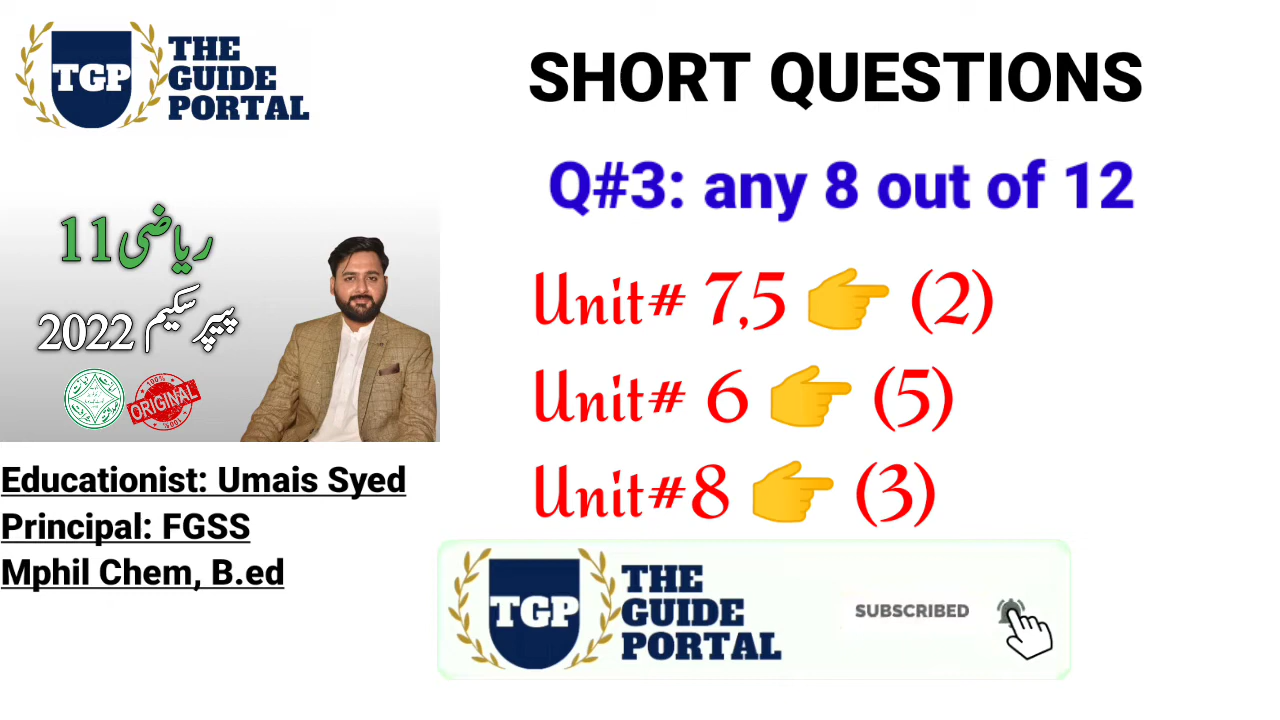 TGP
THE
GUIDE
PORTAL
SHORT QUESTIONS
Q#3: any 8 out of 12
ریاضی 11
پیپر سکیم 2022
100%
ORIGINAL
100%
Unit# 7,5 👉 (2)
Unit# 6 👉 (5)
Unit#8 👉 (3)
Educationist: Umais Syed
Principal: FGSS
Mphil Chem, B.ed
TGP
THE
GUIDE
PORTAL
SUBSCRIBED